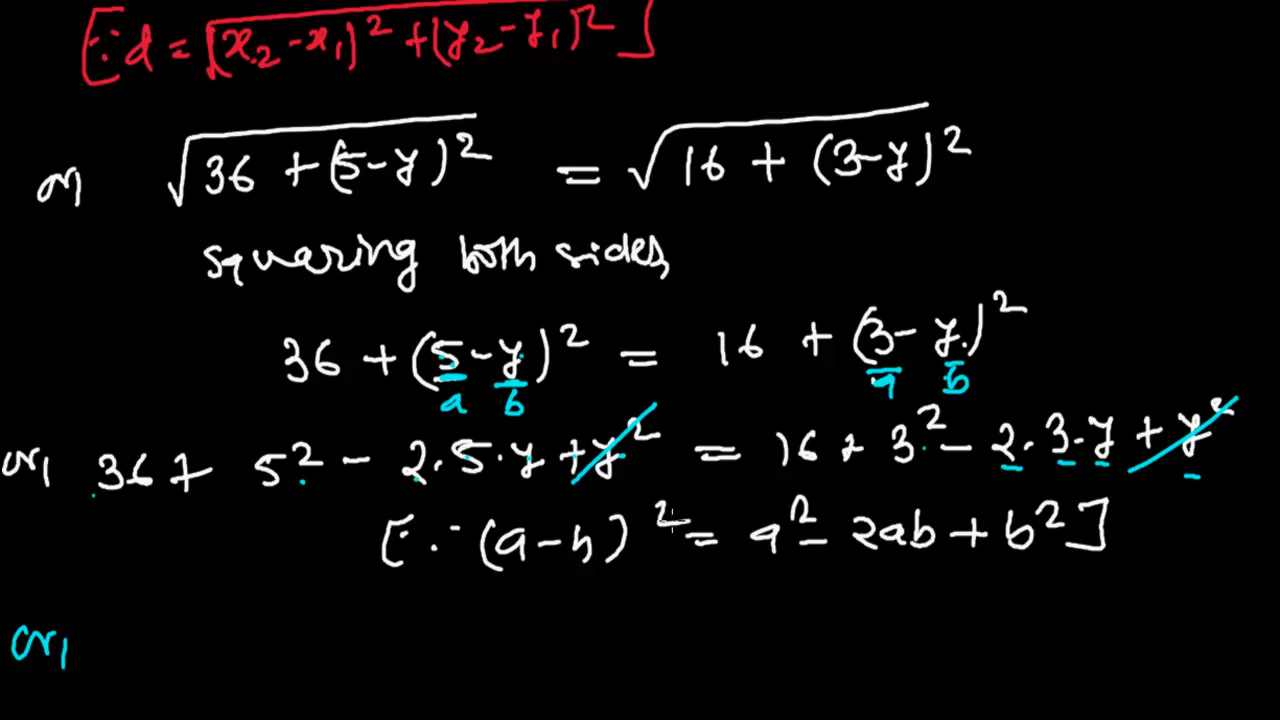 [∵ d = √(x₂ - x₁)² + (y₂ - y₁)²]
or, √36 + (5 - y)² = √16 + (3 - y)²
squaring both sides,
36 + (5 - y)² = 16 + (3 - y)²
a b a b
or, 36 + 5² - 2.5.y + y² = 16 + 3² - 2.3.y + y²
[∵ (a - b)² = a² - 2ab + b²]
or,